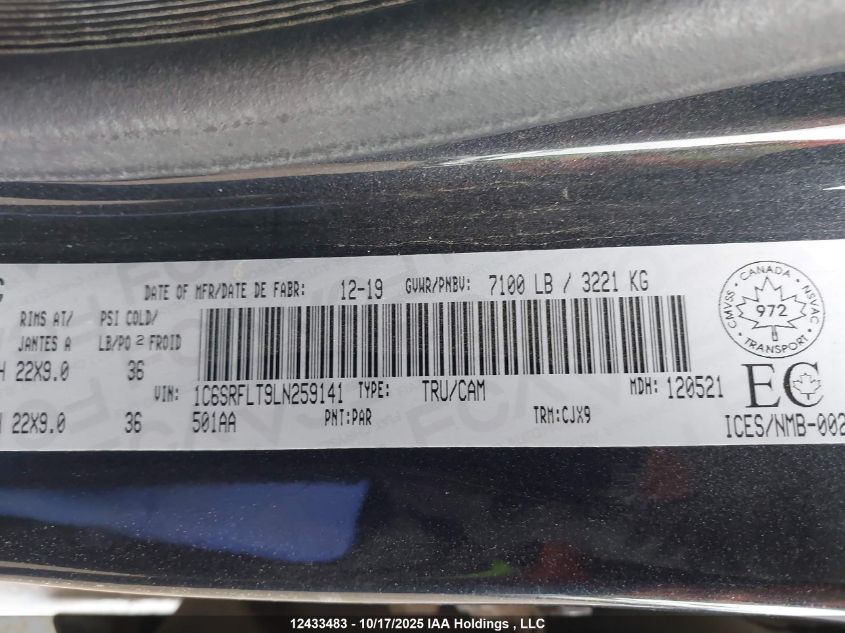 DATE OF MFR/DATE DE FABR: 12-19 GVWR/PNBV: 7100 LB / 3221 KG
RIMS AT/ PSI COLD/
JANTES A LB/PO 2 FROID
H 22X9.0 36
VIN: 1C6SRFLT9LN259141 TYPE: TRU/CAM MDH: 120521
22X9.0 36 501AA PNT:PAR TRM:CJX9
CMVSS CANADA NSVAC
972
TRANSPORT
EC
ICES/NMB-002
12433483 - 10/17/2025 IAA Holdings , LLC